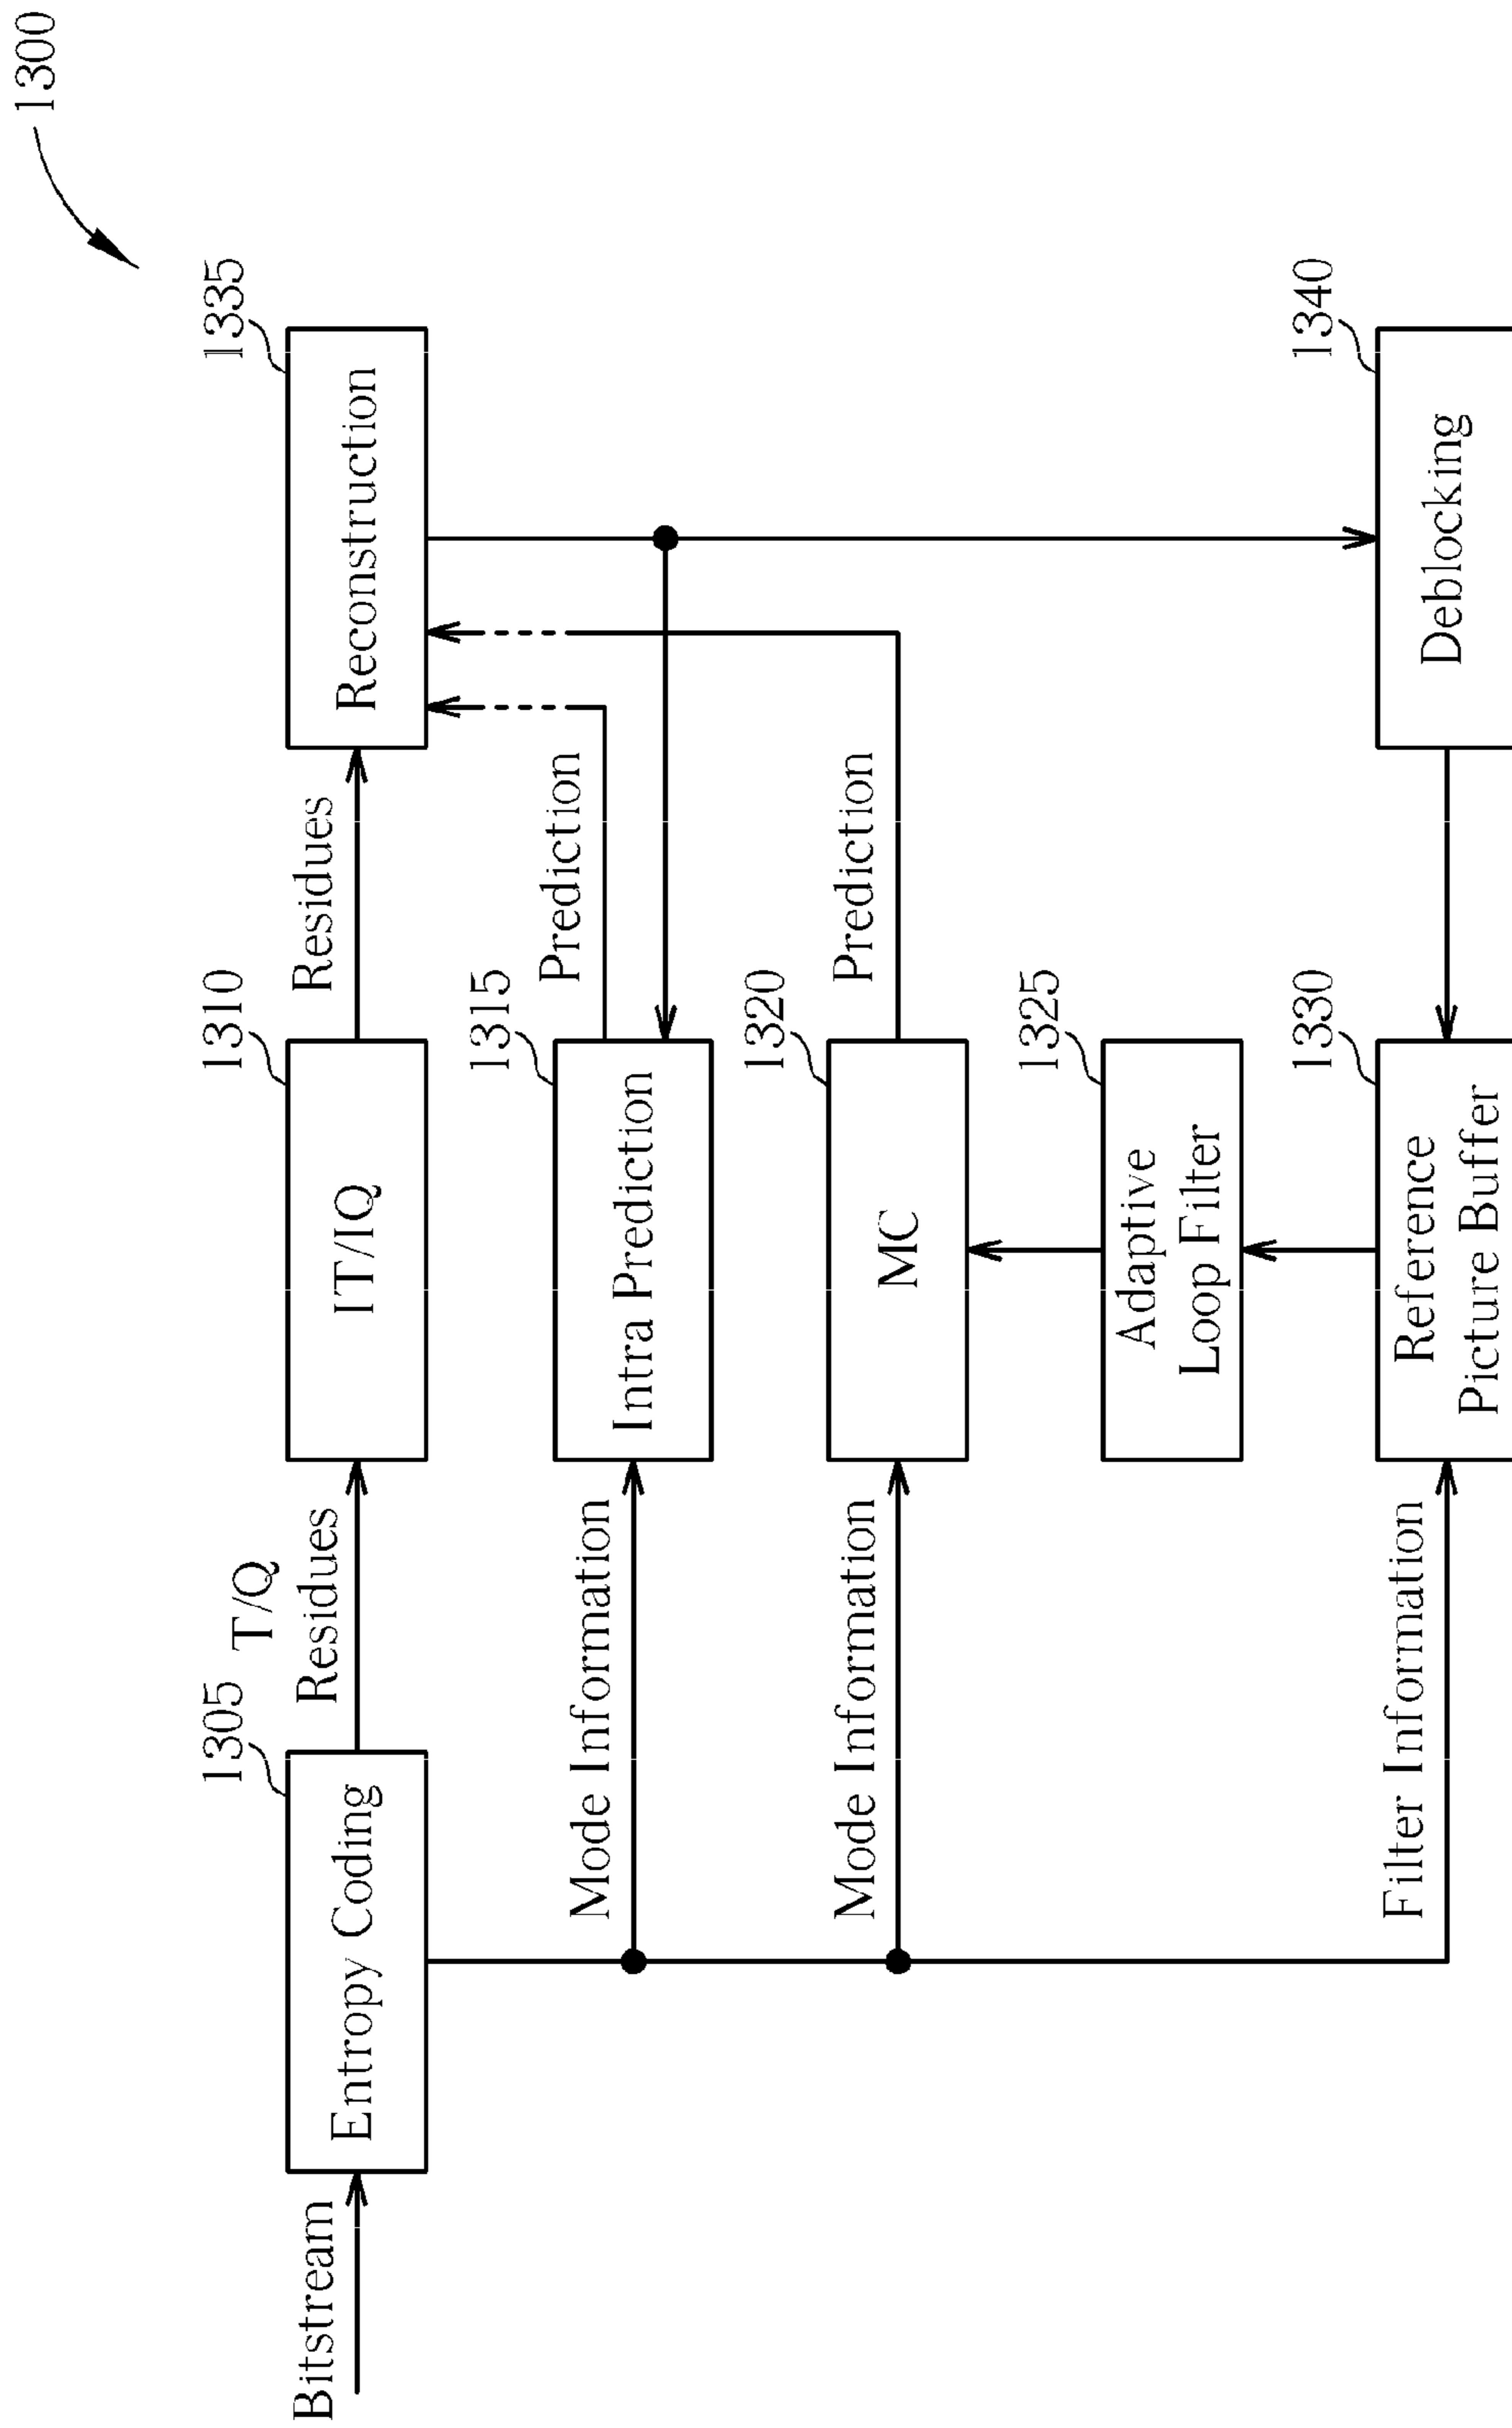 1300
Bitstream
1305
Entropy Coding
T/Q
Residues
1310
IT/IQ
Residues
1335
Reconstruction
Mode Information
1315
Intra Prediction
Prediction
Mode Information
1320
MC
Prediction
1325
Adaptive
Loop Filter
Filter Information
1330
Reference
Picture Buffer
1340
Deblocking